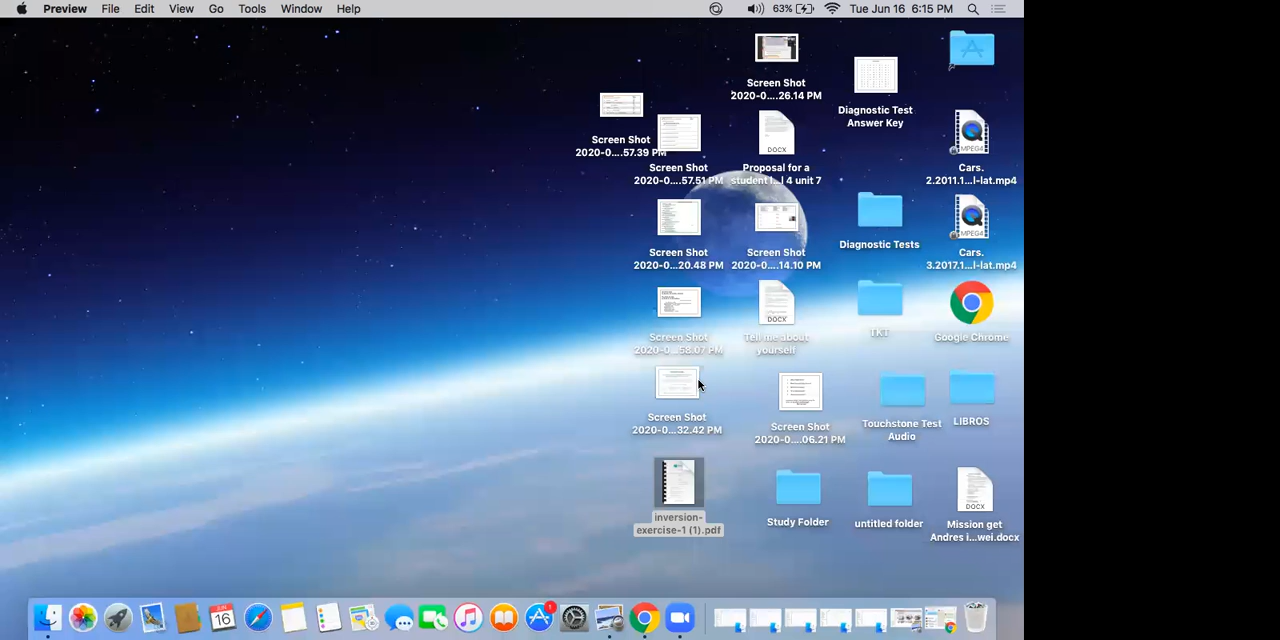 Preview File Edit View Go Tools Window Help 63% Tue Jun 16 6:15 PM
Screen Shot
2020-0....26.14 PM
Diagnostic Test
Answer Key
Screen Shot
2020-0....57.39 PM
Screen Shot
2020-0....57.51 PM
DOCX
Proposal for a
student l...l 4 unit 7
MPEG4
Cars.
2.2011.1...l-lat.mp4
Screen Shot
2020-0...20.48 PM
Screen Shot
2020-0...14.10 PM
Diagnostic Tests
MPEG4
Cars.
3.2017.1...l-lat.mp4
Screen Shot
2020-0...58.07 PM
DOCX
Tell me about
yourself
TKT
Google Chrome
Screen Shot
2020-0...32.42 PM
Screen Shot
2020-0....06.21 PM
Touchstone Test
Audio
LIBROS
inversion-
exercise-1 (1).pdf
Study Folder
untitled folder
DOCX
Mission get
Andres i...wei.docx
JUN
16
1